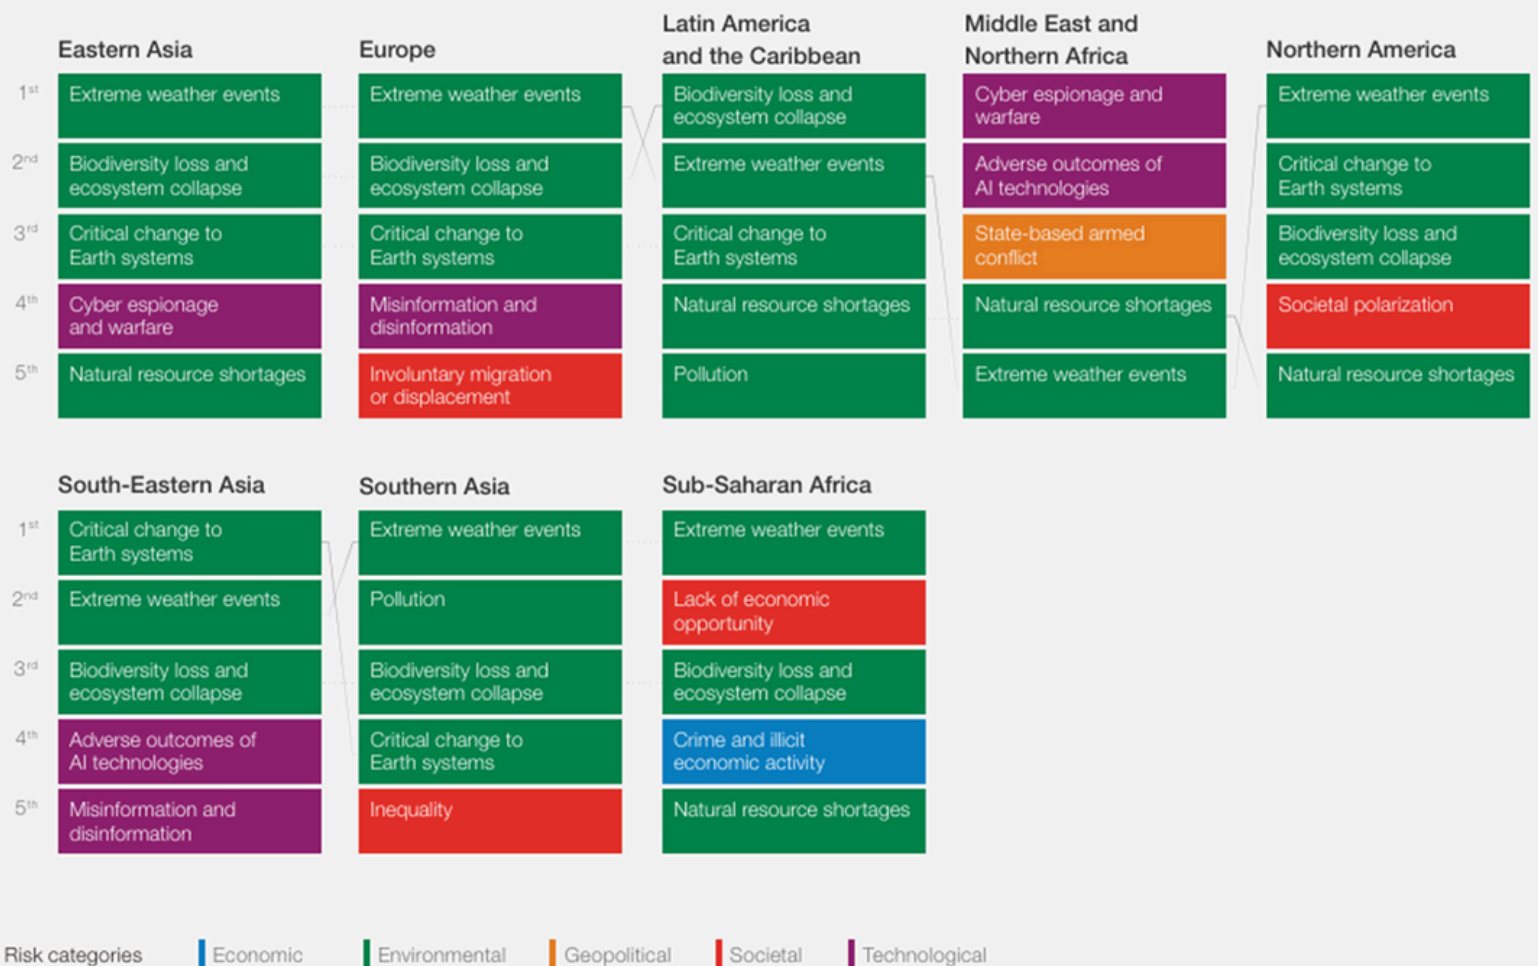 Eastern Asia
Europe
Latin America
and the Caribbean
Middle East and
Northern Africa
Northern America
1st
Extreme weather events
Extreme weather events
Biodiversity loss and
ecosystem collapse
Cyber espionage and
warfare
Extreme weather events
2nd
Biodiversity loss and
ecosystem collapse
Biodiversity loss and
ecosystem collapse
Extreme weather events
Adverse outcomes of
AI technologies
Critical change to
Earth systems
3rd
Critical change to
Earth systems
Critical change to
Earth systems
Critical change to
Earth systems
State-based armed
conflict
Biodiversity loss and
ecosystem collapse
4th
Cyber espionage
and warfare
Misinformation and
disinformation
Natural resource shortages
Natural resource shortages
Societal polarization
5th
Natural resource shortages
Involuntary migration
or displacement
Pollution
Extreme weather events
Natural resource shortages
South-Eastern Asia
Southern Asia
Sub-Saharan Africa
1st
Critical change to
Earth systems
Extreme weather events
Extreme weather events
2nd
Extreme weather events
Pollution
Lack of economic
opportunity
3rd
Biodiversity loss and
ecosystem collapse
Biodiversity loss and
ecosystem collapse
Biodiversity loss and
ecosystem collapse
4th
Adverse outcomes of
AI technologies
Critical change to
Earth systems
Crime and illicit
economic activity
5th
Misinformation and
disinformation
Inequality
Natural resource shortages
Risk categories
Economic
Environmental
Geopolitical
Societal
Technological